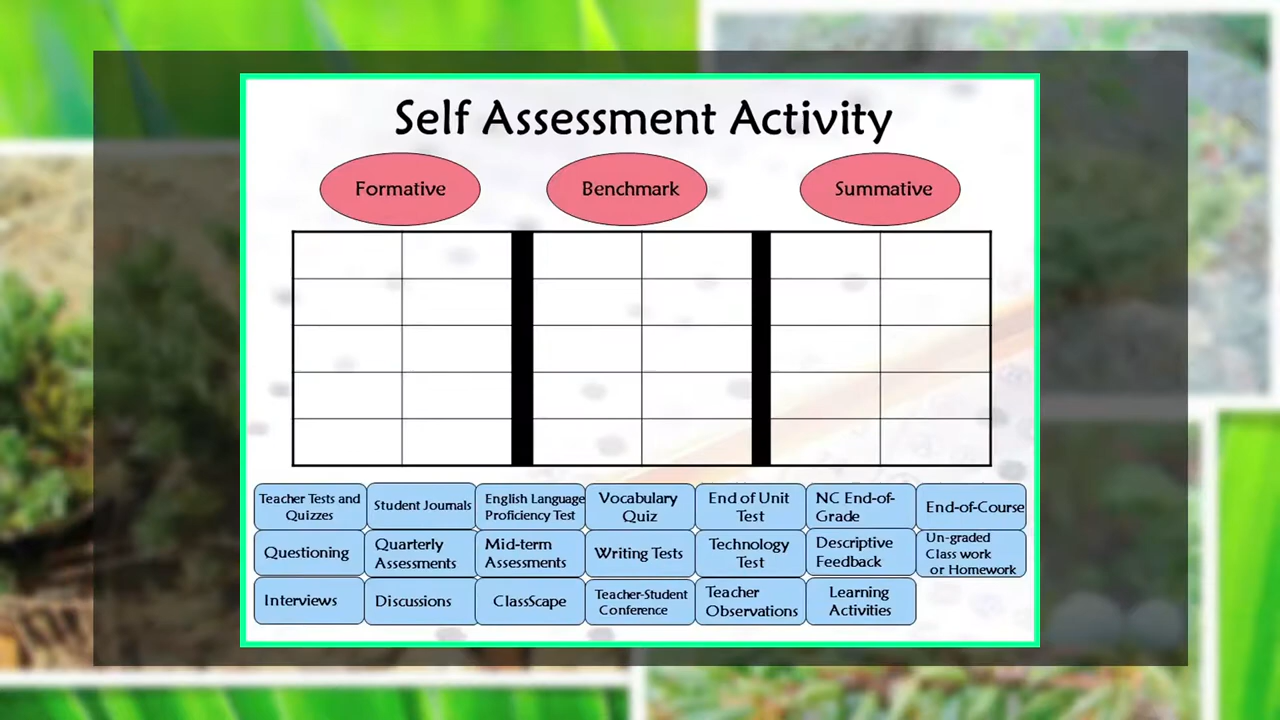 Self Assessment Activity
Formative
Benchmark
Summative
Teacher Tests and
Quizzes
Student Journals
English Language
Proficiency Test
Vocabulary
Quiz
End of Unit
Test
NC End-of-
Grade
End-of-Course
Questioning
Quarterly
Assessments
Mid-term
Assessments
Writing Tests
Technology
Test
Descriptive
Feedback
Un-graded
Class work
or Homework
Interviews
Discussions
ClassScape
Teacher-Student
Conference
Teacher
Observations
Learning
Activities